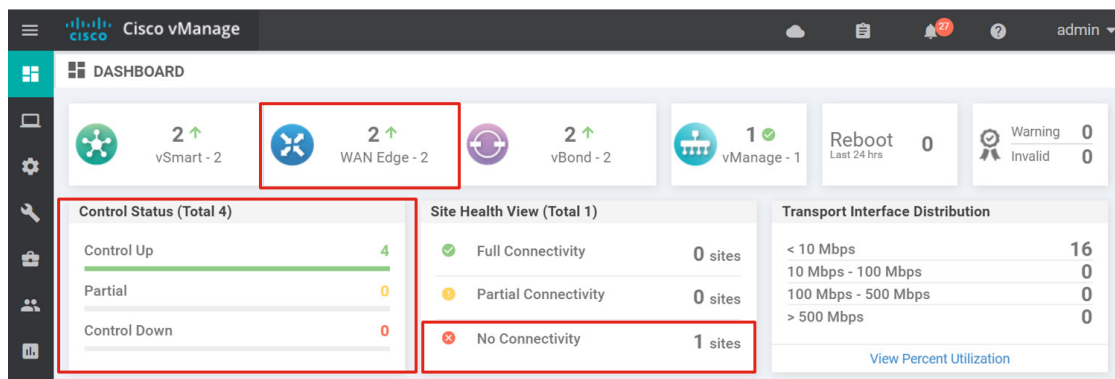 CISCO Cisco vManage 27 ? admin
DASHBOARD
2 2 2 1 Reboot 0 Warning 0
vSmart - 2 WAN Edge - 2 vBond - 2 vManage - 1 Last 24 hrs Invalid 0
Control Status (Total 4)
Control Up 4
Partial 0
Control Down 0
Site Health View (Total 1)
Full Connectivity 0 sites
Partial Connectivity 0 sites
No Connectivity 1 sites
Transport Interface Distribution
< 10 Mbps 16
10 Mbps - 100 Mbps 0
100 Mbps - 500 Mbps 0
> 500 Mbps 0
View Percent Utilization